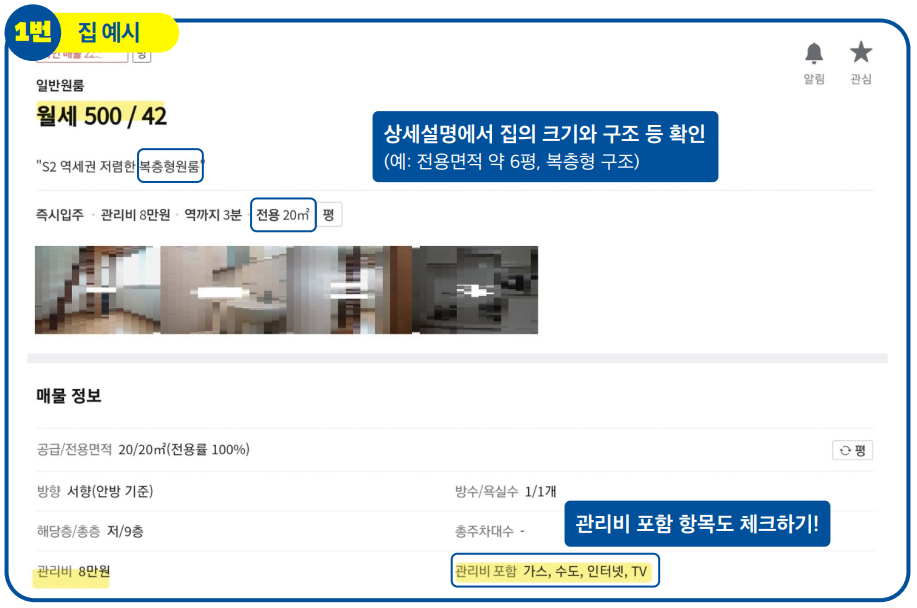 1번 집 예시
평
알림 관심
일반원룸
월세 500 / 42
상세설명에서 집의 크기와 구조 등 확인
(예: 전용면적 약 6평, 복층형 구조)
"S2 역세권 저렴한 복층형원룸"
즉시입주 · 관리비 8만원 · 역까지 3분 · 전용 20㎡ 평
매물 정보
공급/전용면적 20/20㎡(전용률 100%) 평
방향 서향(안방 기준) 방수/욕실수 1/1개
해당층/총층 저/9층 총주차대수 -
관리비 포함 항목도 체크하기!
관리비 8만원 관리비 포함 가스, 수도, 인터넷, TV